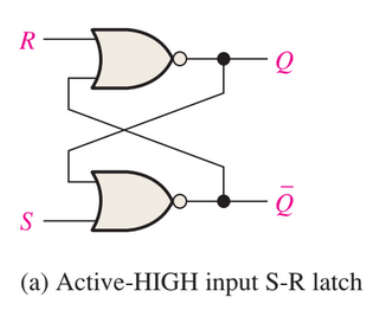 R
Q
S
Q̅
(a) Active-HIGH input S-R latch